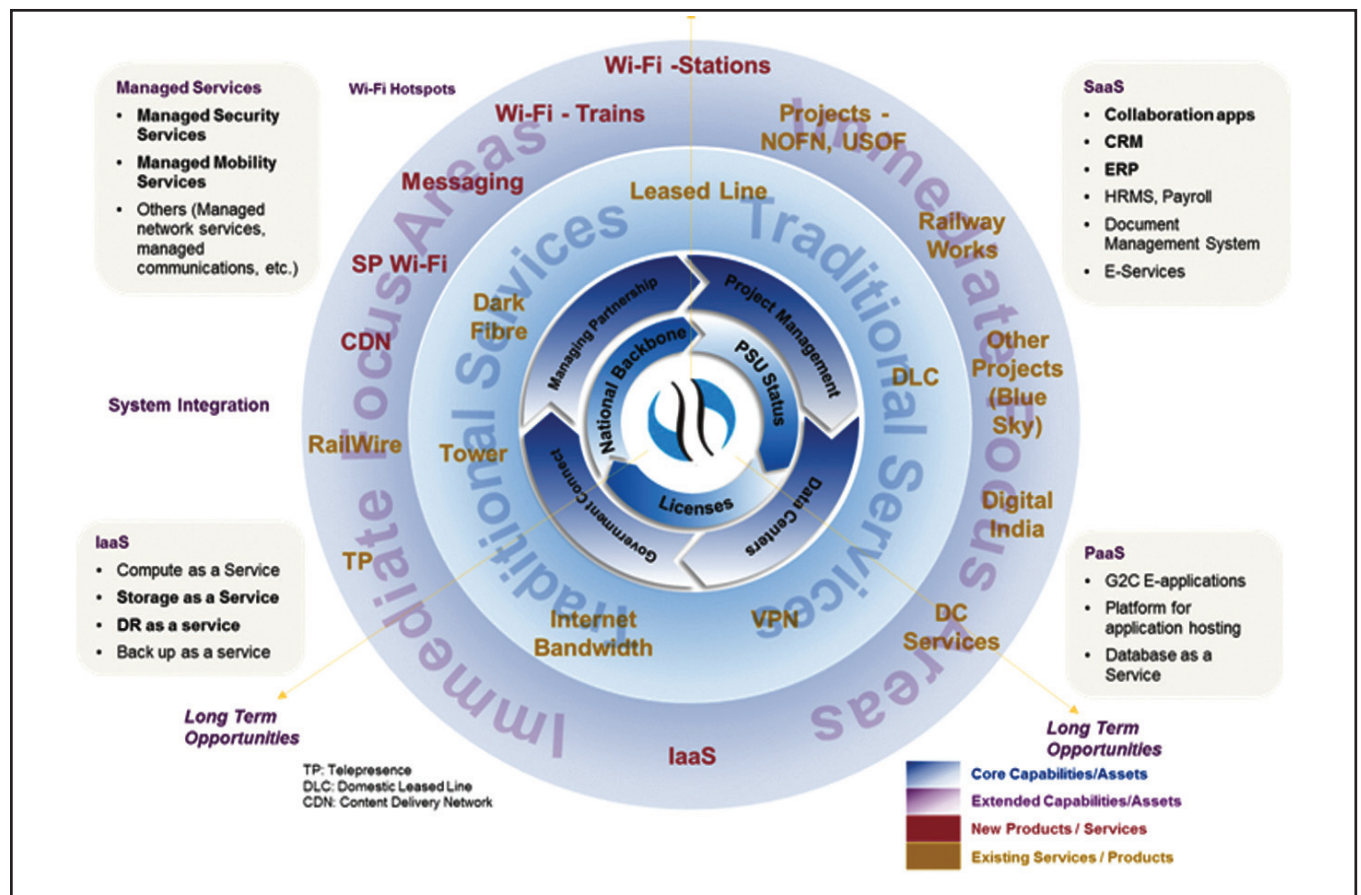 Wi-Fi -Stations
Wi-Fi - Trains
Wi-Fi Hotspots
Managed Services
• Managed Security
Services
• Managed Mobility
Services
• Others (Managed
network services,
managed
communications, etc.)
SaaS
• Collaboration apps
• CRM
• ERP
• HRMS, Payroll
• Document
Management System
• E-Services
Projects -
NOFN, USOF
Messaging
Leased Line
Railway
Works
SP Wi-Fi
Dark
Fibre
CDN
DLC
Other
Projects
(Blue
Sky)
System Integration
RailWire
Tower
Digital
India
TP
Internet
Bandwidth
VPN
DC
Services
IaaS
Immediate Focus Areas
Immediate Focus Areas
Traditional Services
Traditional Services
Managing Partnership
Project Management
Data Centers
Government Connect
National Backbone
PSU Status
Licenses
IaaS
• Compute as a Service
• Storage as a Service
• DR as a service
• Back up as a service
PaaS
• G2C E-applications
• Platform for
application hosting
• Database as a
Service
Long Term
Opportunities
Long Term
Opportunities
TP: Telepresence
DLC: Domestic Leased Line
CDN: Content Delivery Network
Core Capabilities/Assets
Extended Capabilities/Assets
New Products / Services
Existing Services / Products